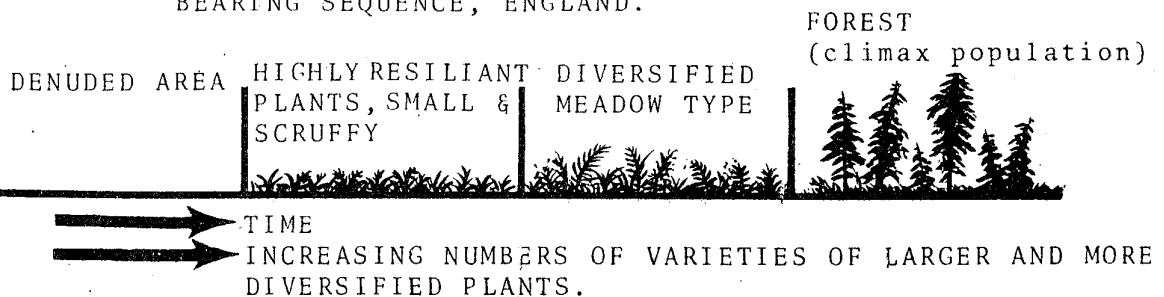 BEARING SEQUENCE, ENGLAND.
FOREST
(climax population)
DENUDED AREA
HIGHLY RESILIANT
PLANTS, SMALL &
SCRUFFY
DIVERSIFIED
MEADOW TYPE
TIME
INCREASING NUMBERS OF VARIETIES OF LARGER AND MORE
DIVERSIFIED PLANTS.